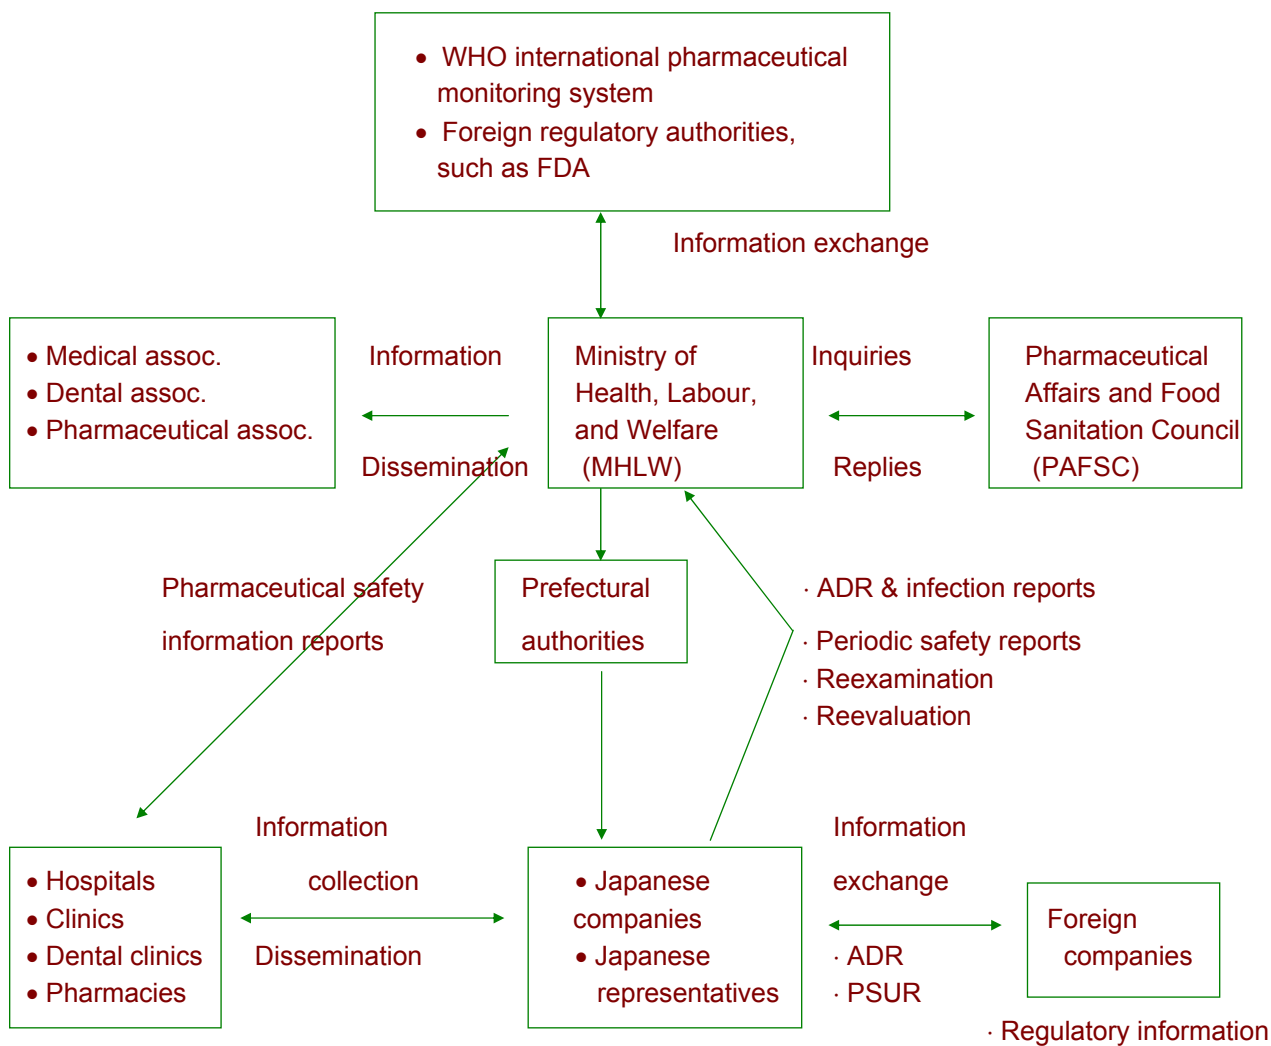 • WHO international pharmaceutical
monitoring system
• Foreign regulatory authorities,
such as FDA
Information exchange
• Medical assoc.
• Dental assoc.
• Pharmaceutical assoc.
Information
Dissemination
Ministry of
Health, Labour,
and Welfare
(MHLW)
Inquiries
Replies
Pharmaceutical
Affairs and Food
Sanitation Council
(PAFSC)
Pharmaceutical safety
information reports
Prefectural
authorities
· ADR & infection reports
· Periodic safety reports
· Reexamination
· Reevaluation
• Hospitals
• Clinics
• Dental clinics
• Pharmacies
Information
collection
Dissemination
• Japanese
companies
• Japanese
representatives
Information
exchange
· ADR
· PSUR
Foreign
companies
· Regulatory information